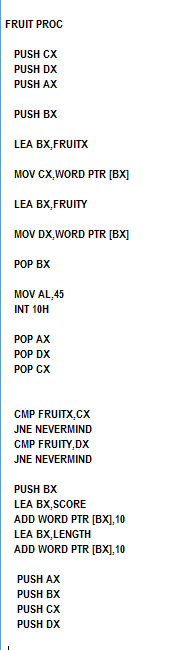 FRUIT PROC
PUSH CX
PUSH DX
PUSH AX
PUSH BX
LEA BX,FRUITX
MOV CX,WORD PTR [BX]
LEA BX,FRUITY
MOV DX,WORD PTR [BX]
POP BX
MOV AL,45
INT 10H
POP AX
POP DX
POP CX
CMP FRUITX,CX
JNE NEVERMIND
CMP FRUITY,DX
JNE NEVERMIND
PUSH BX
LEA BX,SCORE
ADD WORD PTR [BX],10
LEA BX,LENGTH
ADD WORD PTR [BX],10
PUSH AX
PUSH BX
PUSH CX
PUSH DX